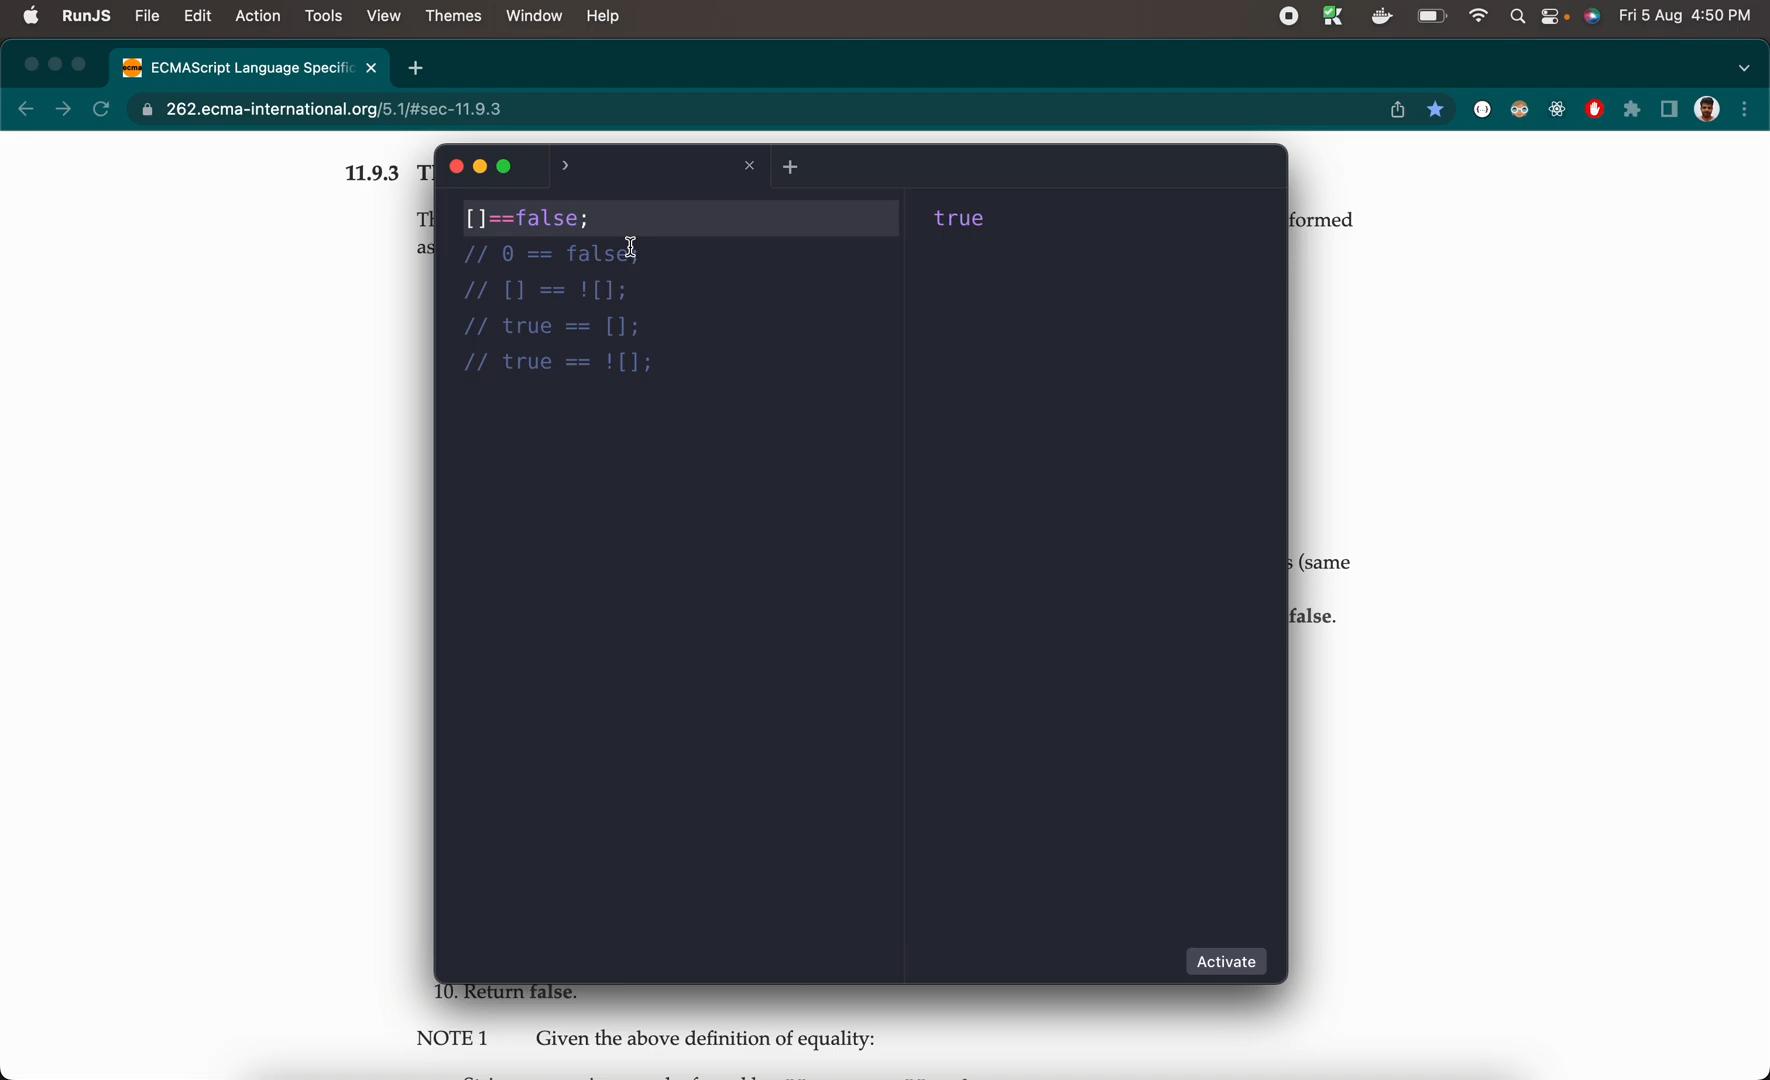 RunJS File Edit Action Tools View Themes Window Help Fri 5 Aug 4:50 PM
ECMAScript Language Specific
262.ecma-international.org/5.1/#sec-11.9.3
11.9.3
[]==false; true
formed
as
// 0 == false;
// [] == ![];
// true == [];
// true == ![];
(same
false.
Activate
10. Return false.
NOTE 1 Given the above definition of equality: